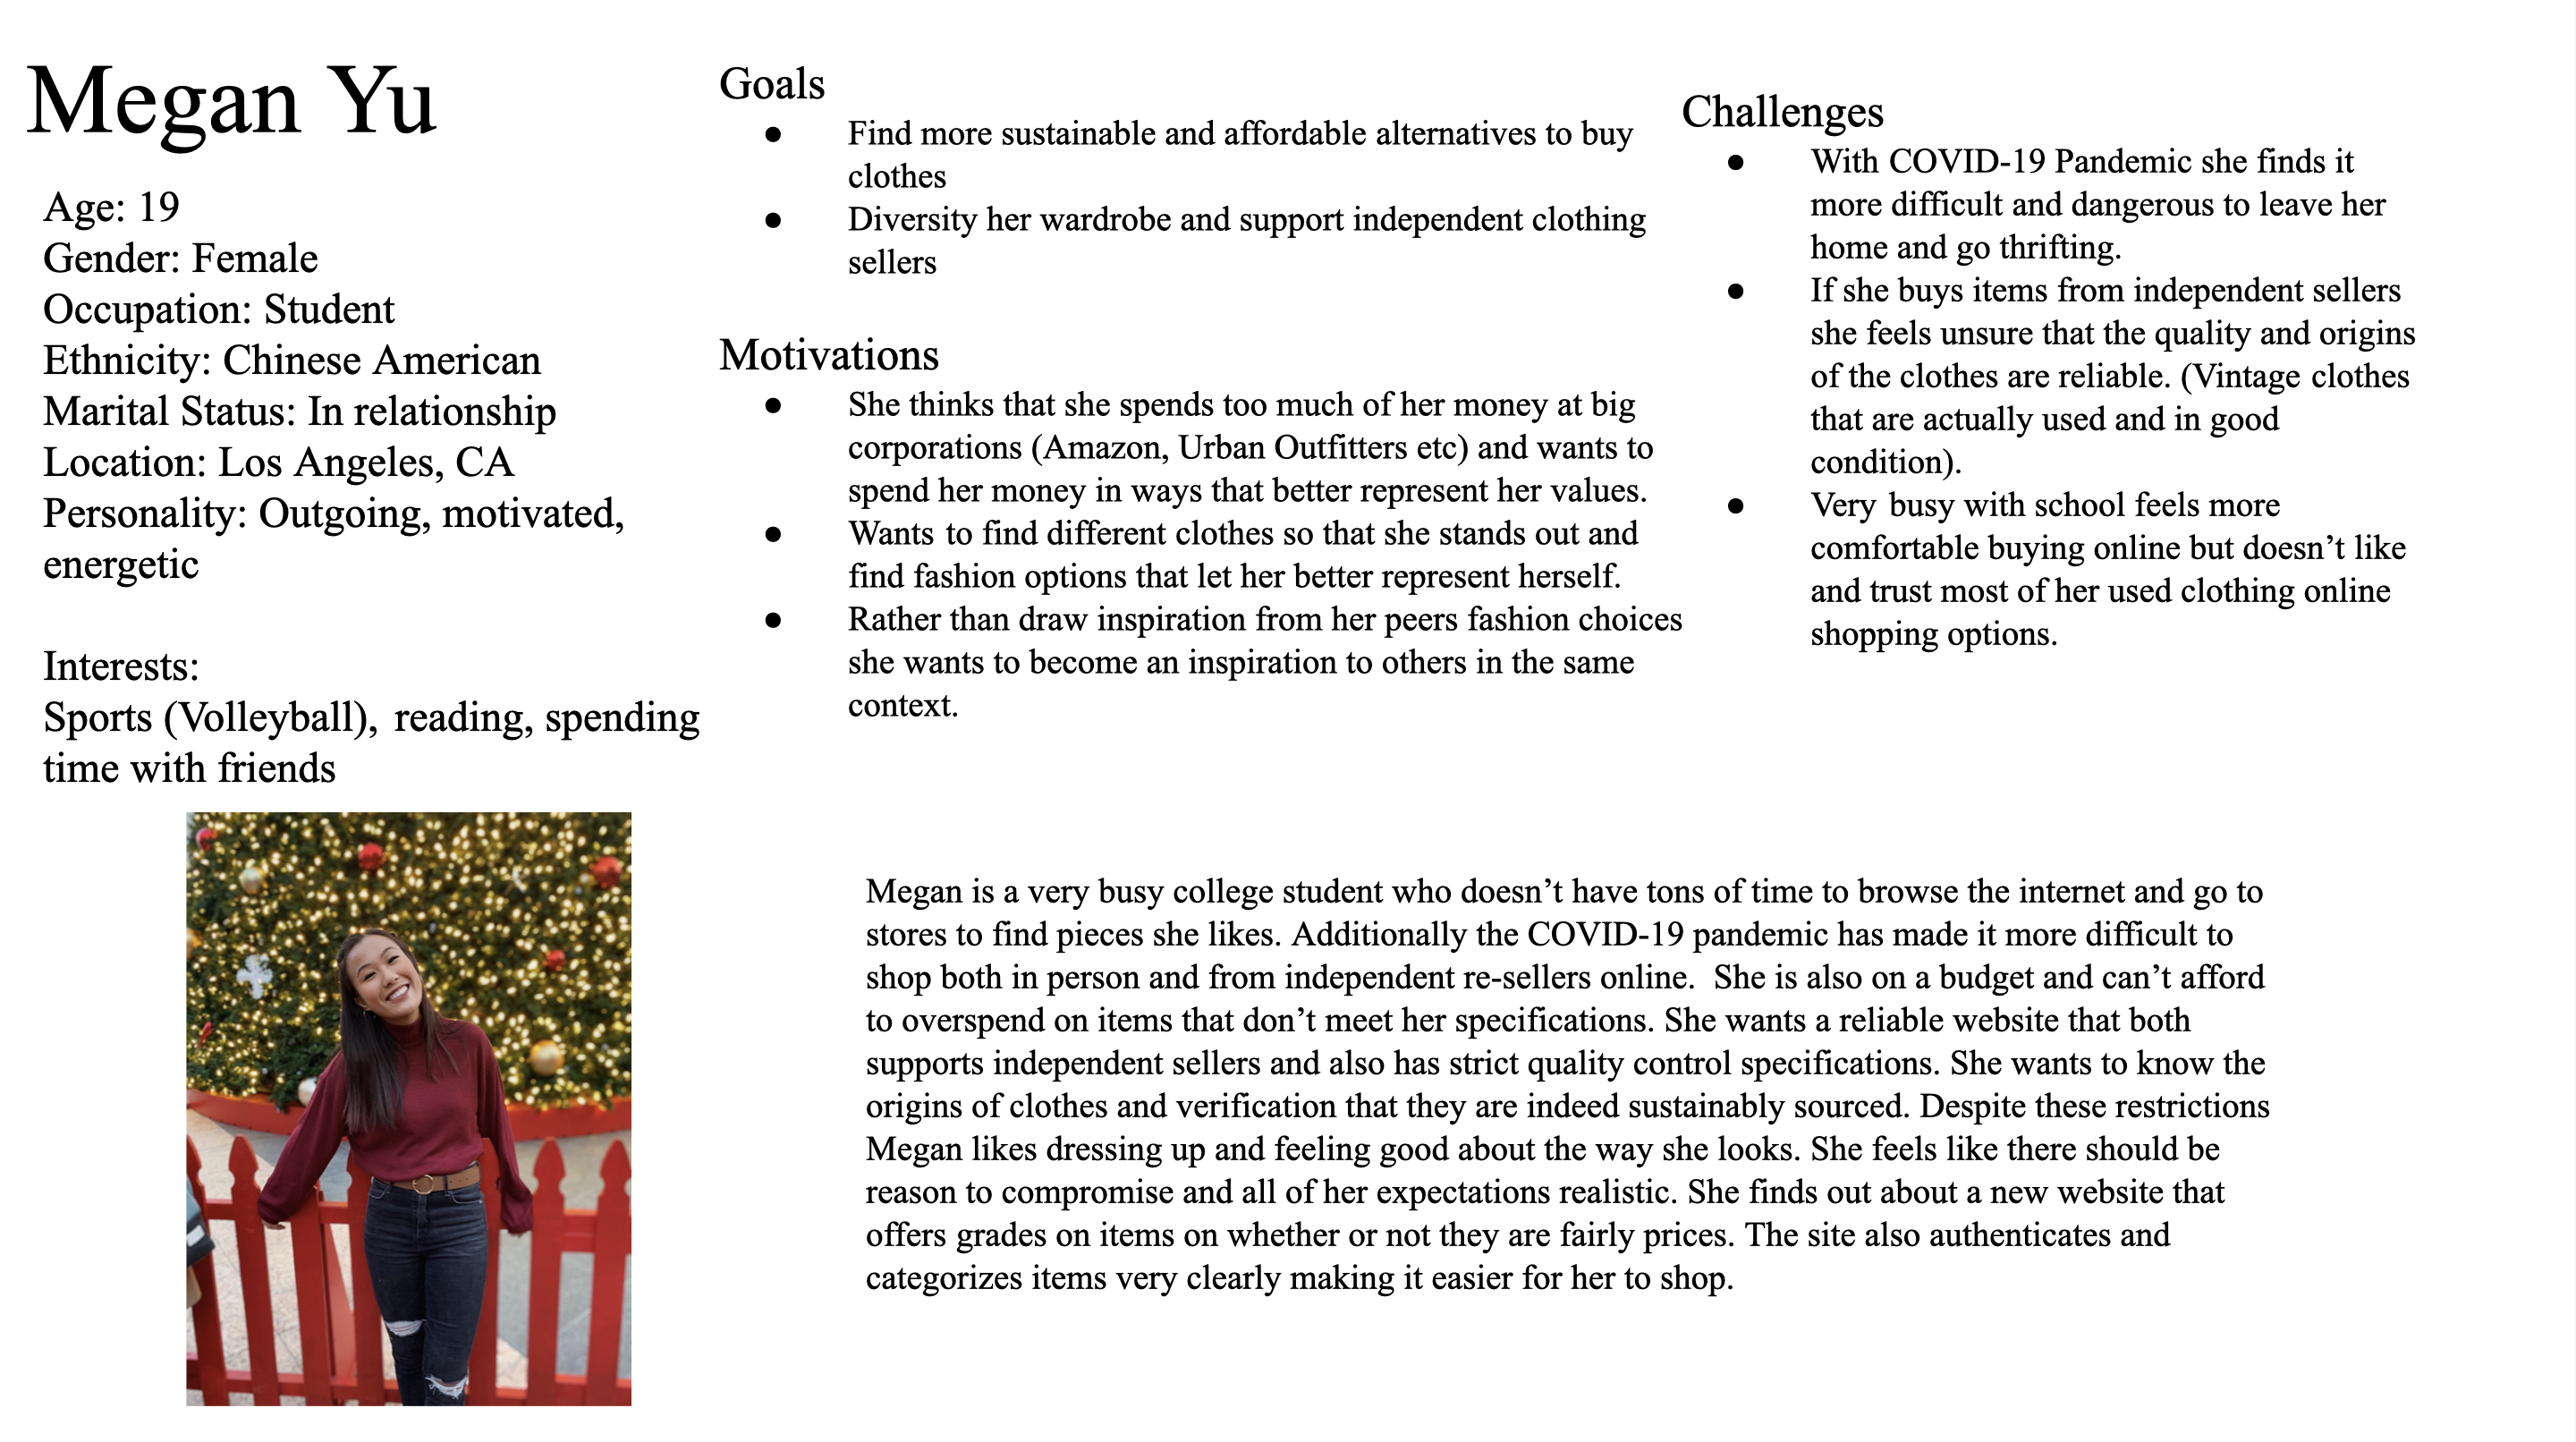 Megan Yu
Age: 19
Gender: Female
Occupation: Student
Ethnicity: Chinese American
Marital Status: In relationship
Location: Los Angeles, CA
Personality: Outgoing, motivated,
energetic
Interests:
Sports (Volleyball), reading, spending
time with friends
Goals
● Find more sustainable and affordable alternatives to buy
clothes
● Diversity her wardrobe and support independent clothing
sellers
Motivations
● She thinks that she spends too much of her money at big
corporations (Amazon, Urban Outfitters etc) and wants to
spend her money in ways that better represent her values.
● Wants to find different clothes so that she stands out and
find fashion options that let her better represent herself.
● Rather than draw inspiration from her peers fashion choices
she wants to become an inspiration to others in the same
context.
Challenges
● With COVID-19 Pandemic she finds it
more difficult and dangerous to leave her
home and go thrifting.
● If she buys items from independent sellers
she feels unsure that the quality and origins
of the clothes are reliable. (Vintage clothes
that are actually used and in good
condition).
● Very busy with school feels more
comfortable buying online but doesn’t like
and trust most of her used clothing online
shopping options.
Megan is a very busy college student who doesn’t have tons of time to browse the internet and go to
stores to find pieces she likes. Additionally the COVID-19 pandemic has made it more difficult to
shop both in person and from independent re-sellers online.  She is also on a budget and can’t afford
to overspend on items that don’t meet her specifications. She wants a reliable website that both
supports independent sellers and also has strict quality control specifications. She wants to know the
origins of clothes and verification that they are indeed sustainably sourced. Despite these restrictions
Megan likes dressing up and feeling good about the way she looks. She feels like there should be
reason to compromise and all of her expectations realistic. She finds out about a new website that
offers grades on items on whether or not they are fairly prices. The site also authenticates and
categorizes items very clearly making it easier for her to shop.